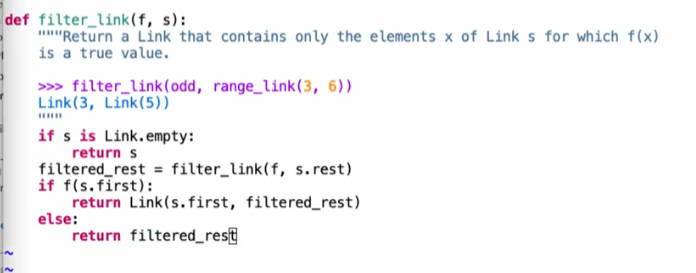 def filter_link(f, s):
    """Return a Link that contains only the elements x of Link s for which f(x)
    is a true value.

    >>> filter_link(odd, range_link(3, 6))
    Link(3, Link(5))
    """
    if s is Link.empty:
        return s
    filtered_rest = filter_link(f, s.rest)
    if f(s.first):
        return Link(s.first, filtered_rest)
    else:
        return filtered_rest
~
~